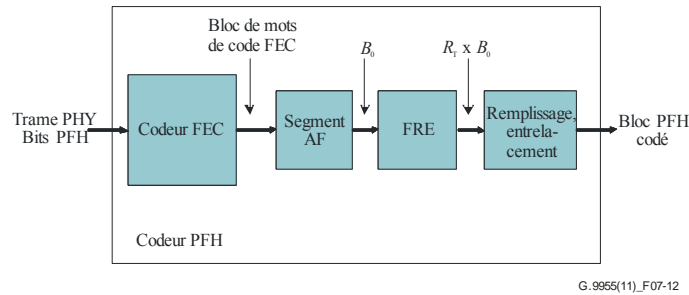 Bloc de mots
de code FEC
B₀
R_T x B₀
Trame PHY
Bits PFH
Codeur FEC
Segment
AF
FRE
Remplissage,
entrela-
cement
Bloc PFH
codé
Codeur PFH
G.9955(11)_F07-12